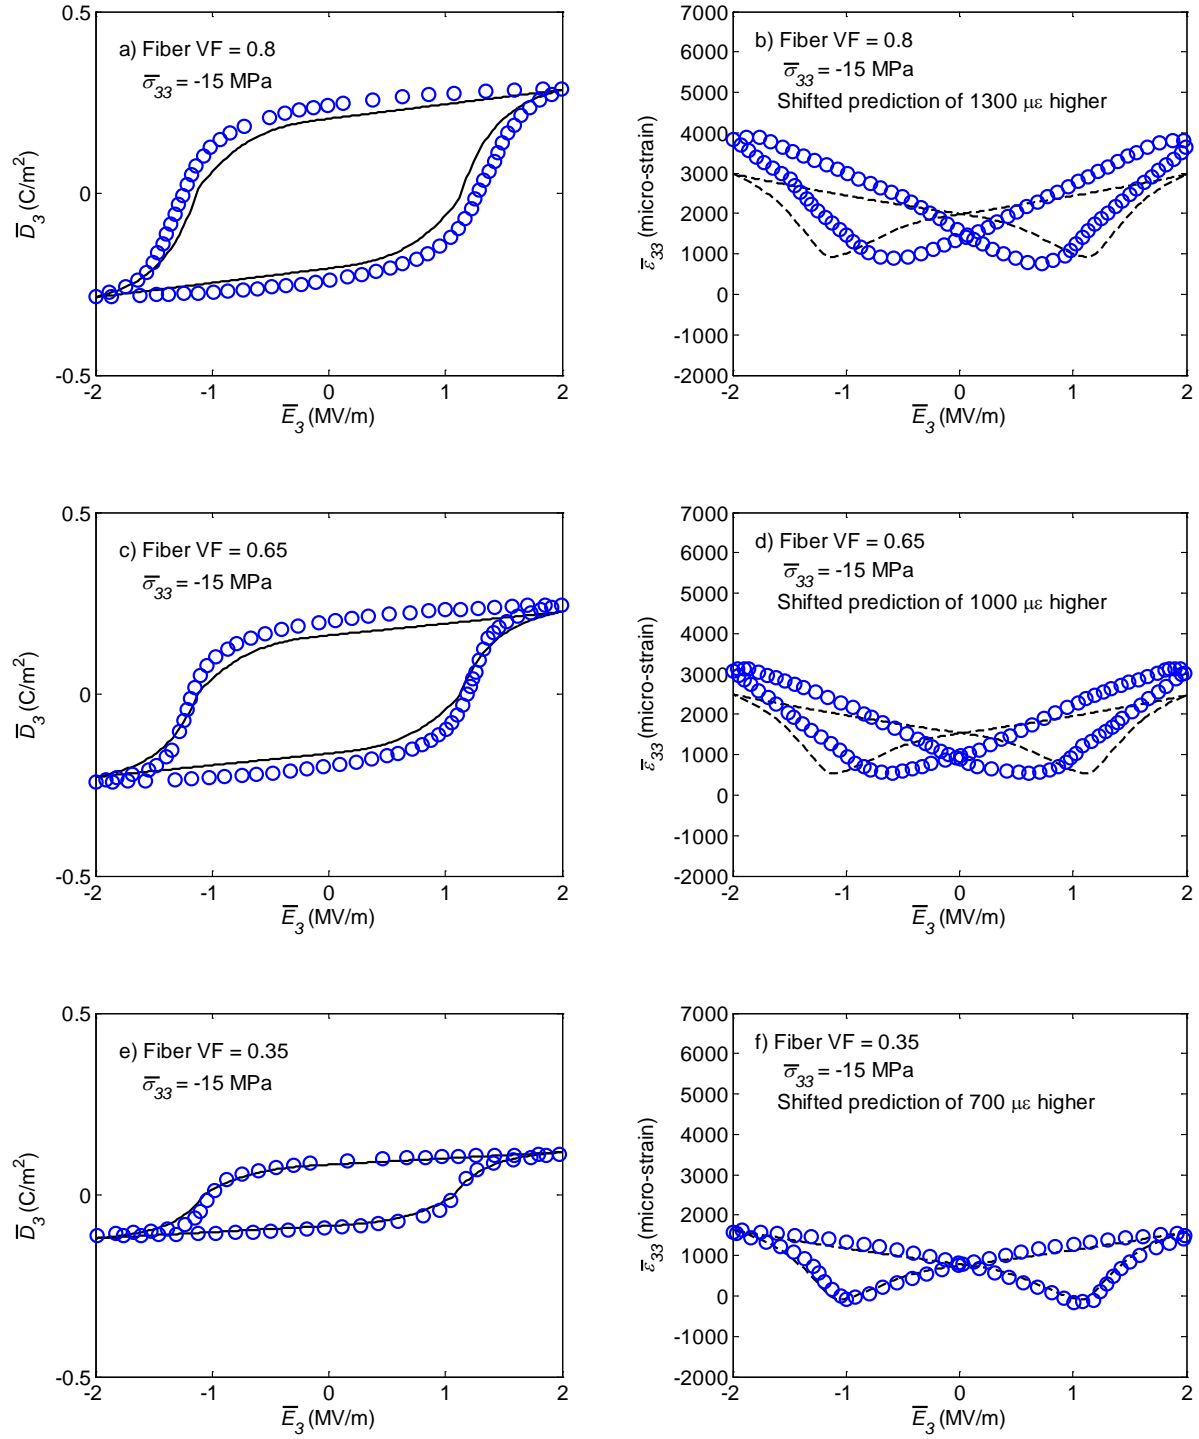 a) Fiber VF = 0.8
σ̅₃₃ = -15 MPa
0.5
0
-0.5
-2
-1
0
1
2
D̅₃ (C/m²)
E̅₃ (MV/m)
b) Fiber VF = 0.8
σ̅₃₃ = -15 MPa
Shifted prediction of 1300 με higher
7000
6000
5000
4000
3000
2000
1000
0
-1000
-2000
-2
-1
0
1
2
ε̅₃₃ (micro-strain)
E̅₃ (MV/m)
c) Fiber VF = 0.65
σ̅₃₃ = -15 MPa
0.5
0
-0.5
-2
-1
0
1
2
D̅₃ (C/m²)
E̅₃ (MV/m)
d) Fiber VF = 0.65
σ̅₃₃ = -15 MPa
Shifted prediction of 1000 με higher
7000
6000
5000
4000
3000
2000
1000
0
-1000
-2000
-2
-1
0
1
2
ε̅₃₃ (micro-strain)
E̅₃ (MV/m)
e) Fiber VF = 0.35
σ̅₃₃ = -15 MPa
0.5
0
-0.5
-2
-1
0
1
2
D̅₃ (C/m²)
E̅₃ (MV/m)
f) Fiber VF = 0.35
σ̅₃₃ = -15 MPa
Shifted prediction of 700 με higher
7000
6000
5000
4000
3000
2000
1000
0
-1000
-2000
-2
-1
0
1
2
ε̅₃₃ (micro-strain)
E̅₃ (MV/m)